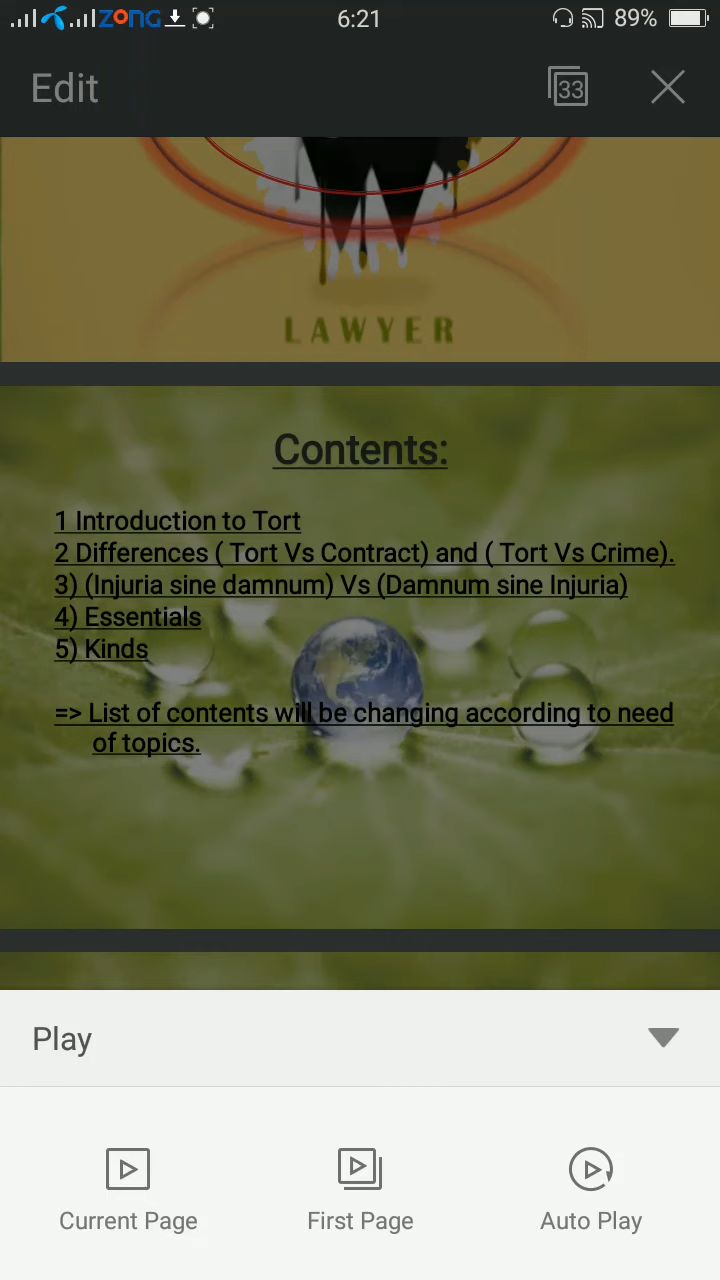 ZONG 6:21 89%
Edit 33
LAWYER
Contents:
1 Introduction to Tort
2 Differences ( Tort Vs Contract) and ( Tort Vs Crime).
3) (Injuria sine damnum) Vs (Damnum sine Injuria)
4) Essentials
5) Kinds
=> List of contents will be changing according to need
of topics.
Play
Current Page First Page Auto Play